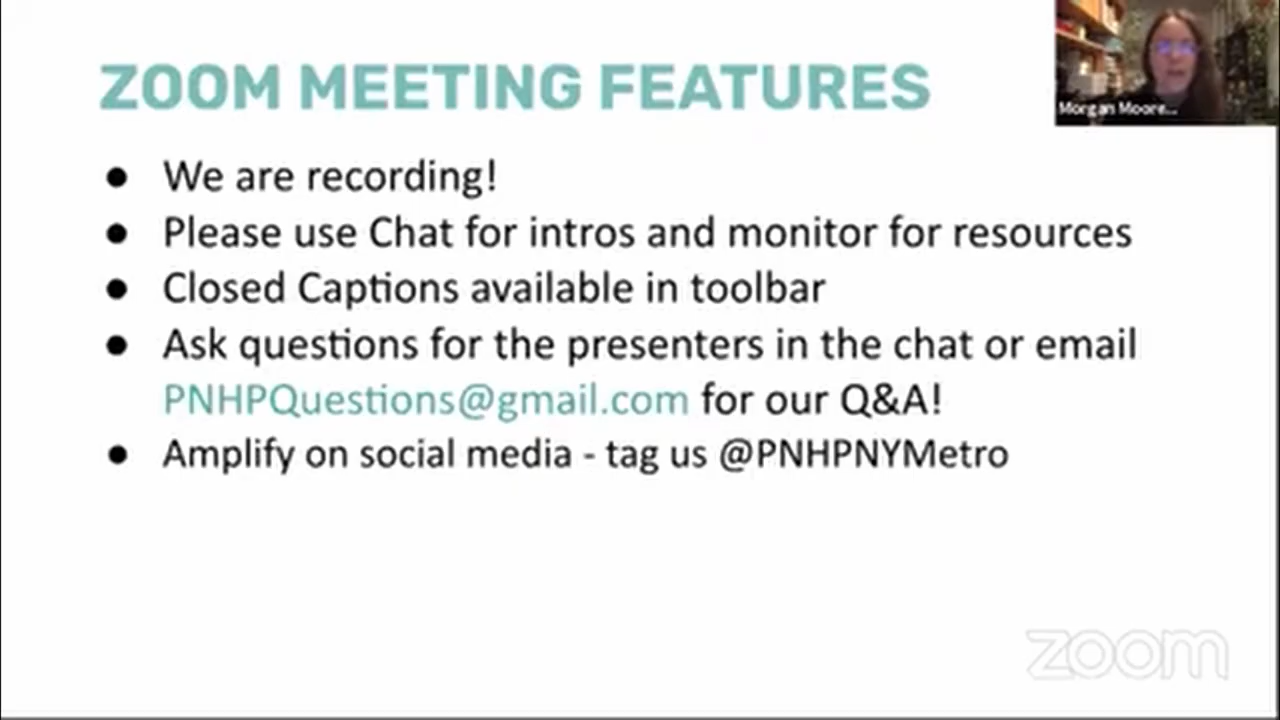 ZOOM MEETING FEATURES
Morgan Moore...
● We are recording!
● Please use Chat for intros and monitor for resources
● Closed Captions available in toolbar
● Ask questions for the presenters in the chat or email
PNHPQuestions@gmail.com for our Q&A!
● Amplify on social media - tag us @PNHPNYMetro
zoom